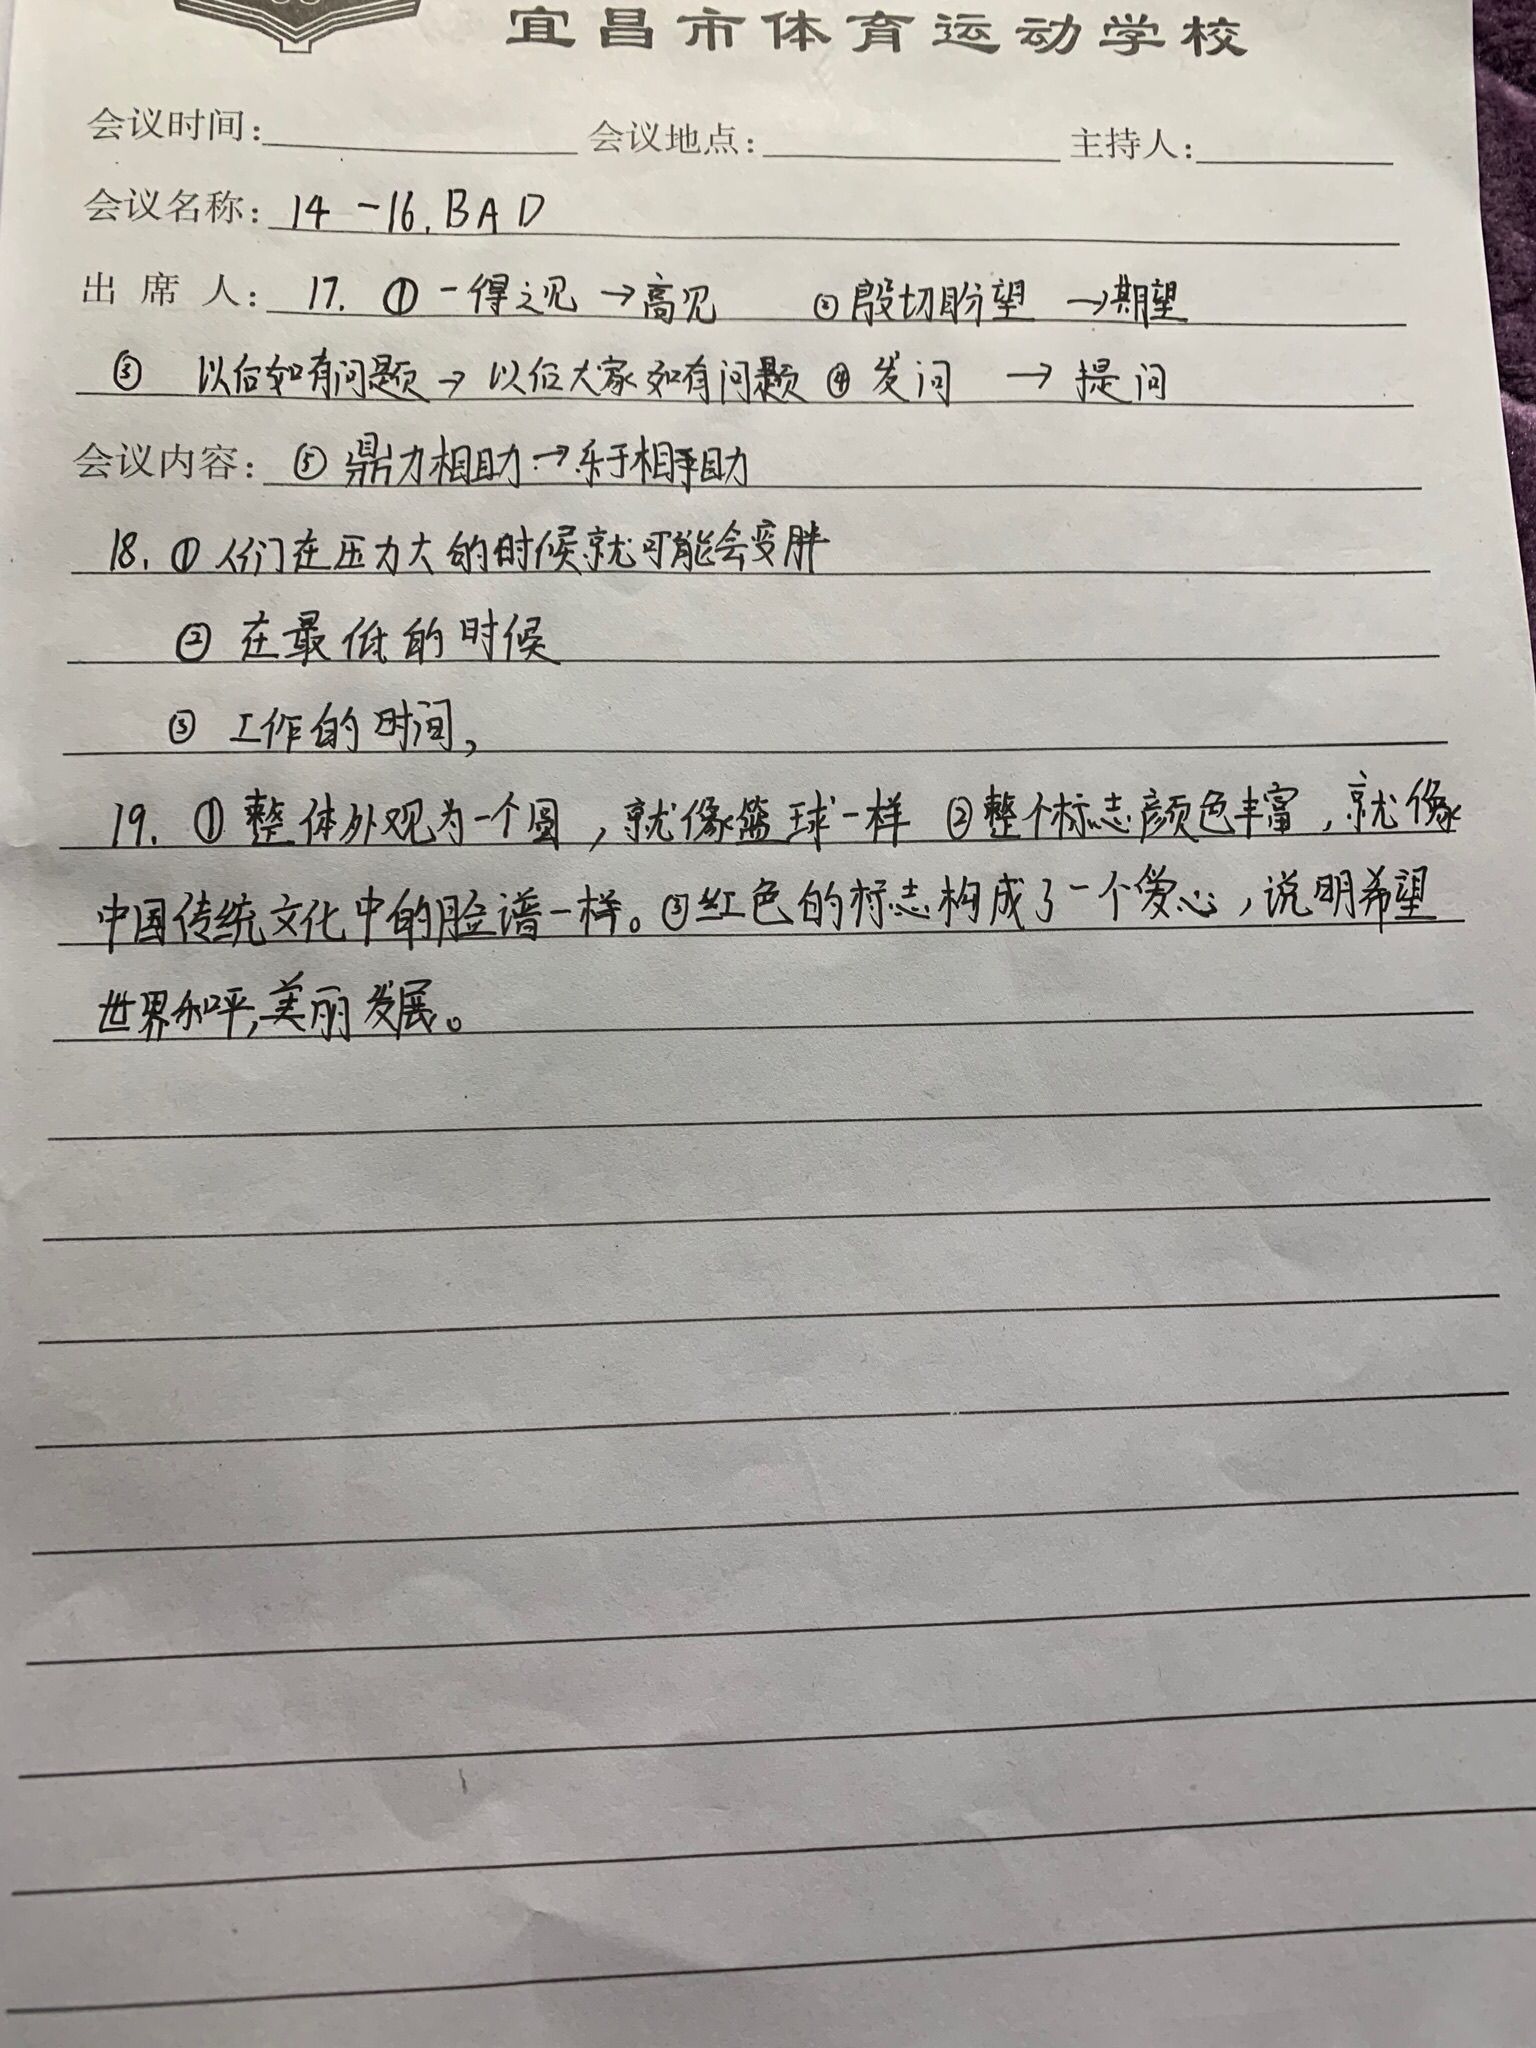 宜昌市体育运动学校
会议时间: 会议地点: 主持人:
会议名称: 14-16.BAD
出席人: 17. ①一得之见→高见 ②殷切盼望→期望
③ 以后如有问题→以后大家如有问题 ④ 发问 → 提问
会议内容: ⑤ 鼎力相助→乐于相助
18. ①人们在压力大的时候就可能会变胖
② 在最低的时候
③ 工作的时间,
19. ①整体外观为一个圆,就像篮球一样 ②整个标志颜色丰富,就像
中国传统文化中的脸谱一样。③红色的标志构成了一个爱心,说明希望
世界和平,美丽发展。